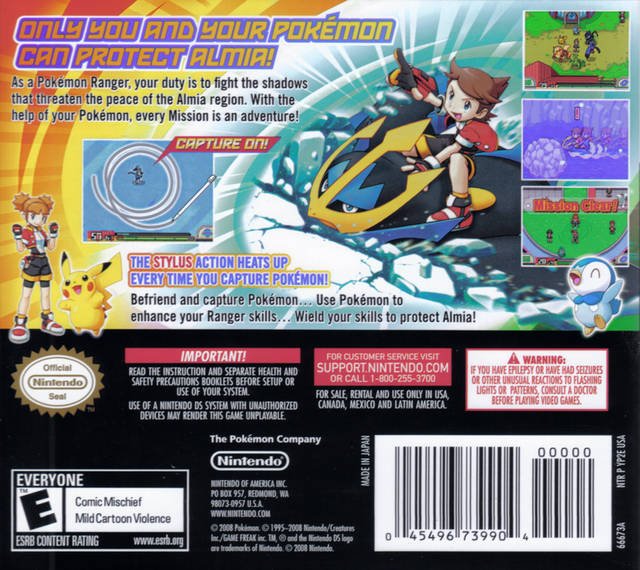 ONLY YOU AND YOUR POKéMON
CAN PROTECT ALMIA!
As a Pokémon Ranger, your duty is to fight the shadows
that threaten the peace of the Almia region. With the
help of your Pokémon, every Mission is an adventure!
CAPTURE ON!
Mission Clear!
THE STYLUS ACTION HEATS UP
EVERY TIME YOU CAPTURE POKéMON!
Befriend and capture Pokémon... Use Pokémon to
enhance your Ranger skills... Wield your skills to protect Almia!
Official
Nintendo
Seal
TM
IMPORTANT!
READ THE INSTRUCTION AND SEPARATE HEALTH AND
SAFETY PRECAUTIONS BOOKLETS BEFORE SETUP OR
USE OF YOUR SYSTEM.
USE OF A NINTENDO DS SYSTEM WITH UNAUTHORIZED
DEVICES MAY RENDER THIS GAME UNPLAYABLE.
FOR CUSTOMER SERVICE VISIT
SUPPORT.NINTENDO.COM
OR CALL 1-800-255-3700
FOR SALE, RENTAL AND USE ONLY IN USA,
CANADA, MEXICO AND LATIN AMERICA.
WARNING:
IF YOU HAVE EPILEPSY OR HAVE HAD SEIZURES
OR OTHER UNUSUAL REACTIONS TO FLASHING
LIGHTS OR PATTERNS, CONSULT A DOCTOR
BEFORE PLAYING VIDEO GAMES.
EVERYONE
E
Comic Mischief
Mild Cartoon Violence
ESRB CONTENT RATING www.esrb.org
The Pokémon Company
Nintendo®
NINTENDO OF AMERICA INC.
PO BOX 957, REDMOND, WA
98073-0957 U.S.A.
WWW.NINTENDO.COM
© 2008 Pokémon. © 1995–2008 Nintendo/Creatures
Inc./GAME FREAK inc. TM, ® and the Nintendo DS logo
are trademarks of Nintendo. © 2008 Nintendo.
MADE IN JAPAN
00000
0 45496 73990 4
NTR P YP2E USA
66673A